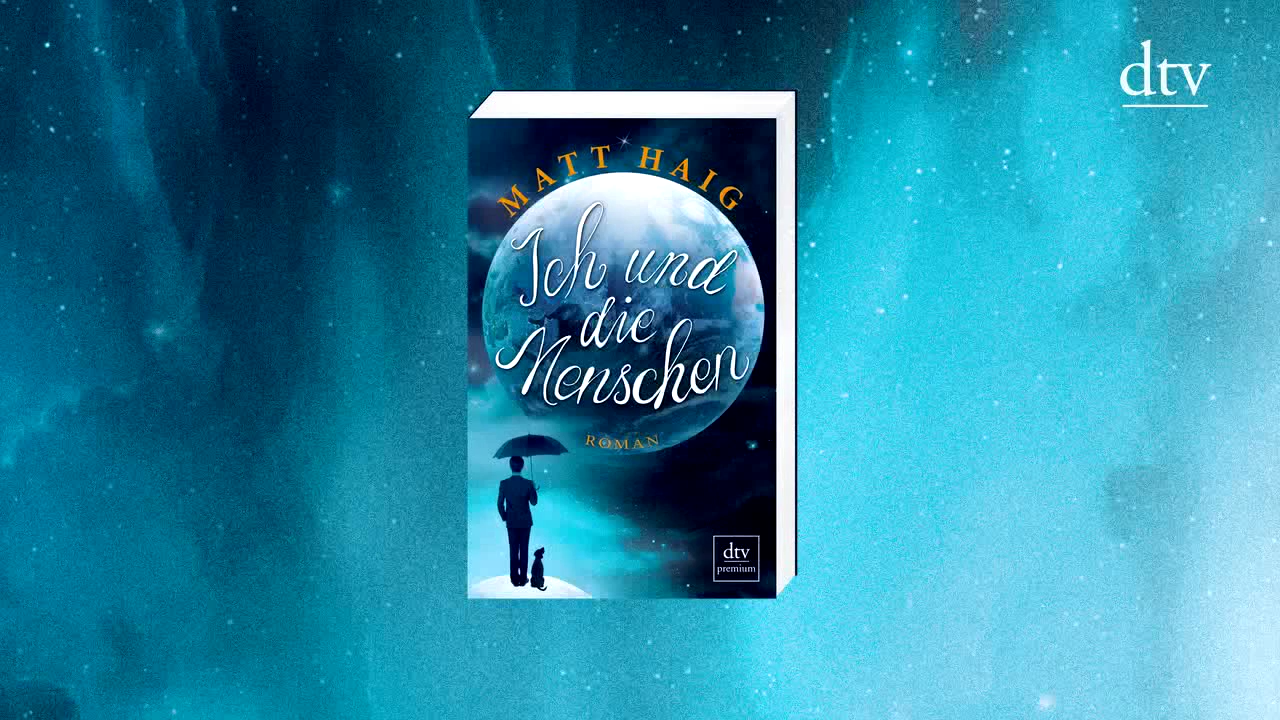 dtv
MATT HAIG
Ich und
die
Menschen
ROMAN
dtv
premium